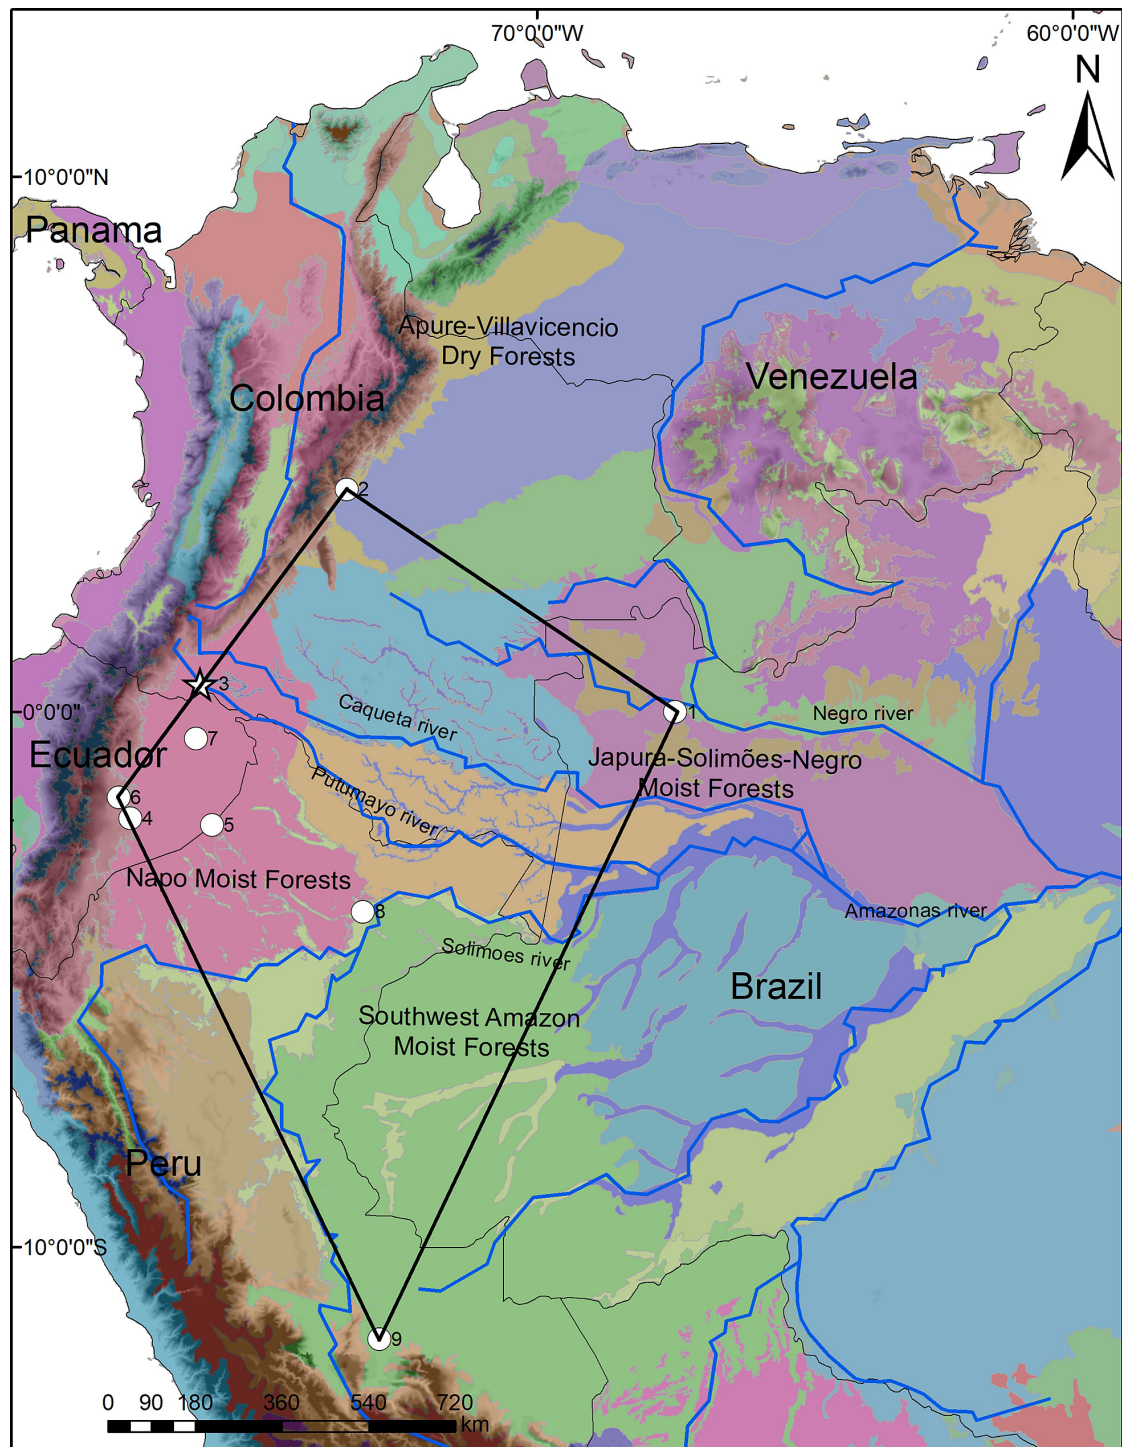 70°0'0"W
60°0'0"W
N
10°0'0"N
Panama
Apure-Villavicencio
Dry Forests
Venezuela
Colombia
2
3
1
0°0'0"
Caqueta river
Negro river
7
Ecuador
Japura-Solimões-Negro
Moist Forests
Putumayo river
6
4
5
Napo Moist Forests
8
Amazonas river
Solimoes river
Brazil
Southwest Amazon
Moist Forests
Peru
10°0'0"S
9
0 90 180 360 540 720
km